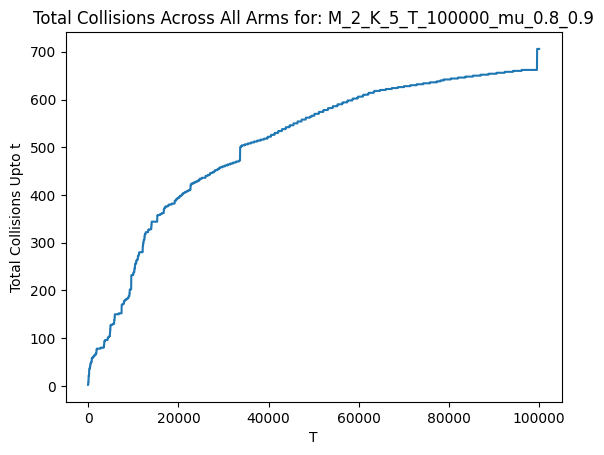 Total Collisions Across All Arms for: M_2_K_5_T_100000_mu_0.8_0.9
Total Collisions Upto t
700
600
500
400
300
200
100
0
0 20000 40000 60000 80000 100000
T